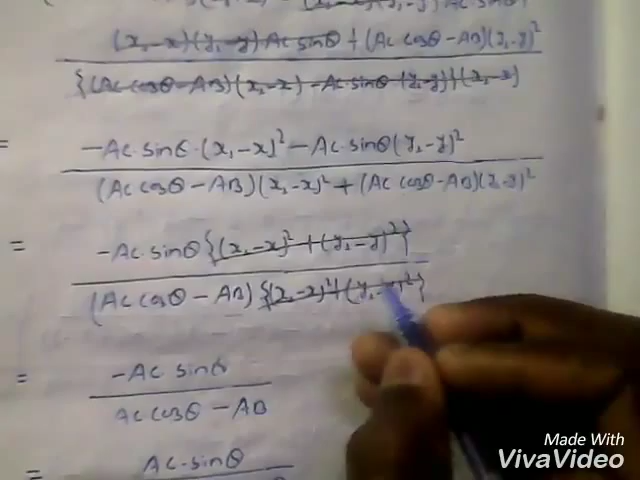 (x₁-x)(y₁-y) AC sinθ + (AC cosθ - AB)(y₁-y)²
{(AC cosθ - AB)(x₁-x) - AC·sinθ (y₁-y)} (x₁-x)
= -AC·sinθ·(x₁-x)² - AC·sinθ(y₁-y)²
(AC cosθ - AB)(x₁-x)² + (AC cosθ-AB)(y₁-y)²
= -AC·sinθ{(x₁-x)² + (y₁-y)²}
(AC cosθ - AB){(x₁-x)² + (y₁-y)²}
= -AC sinθ
AC cosθ - AB
= AC·sinθ
Made With
VivaVideo